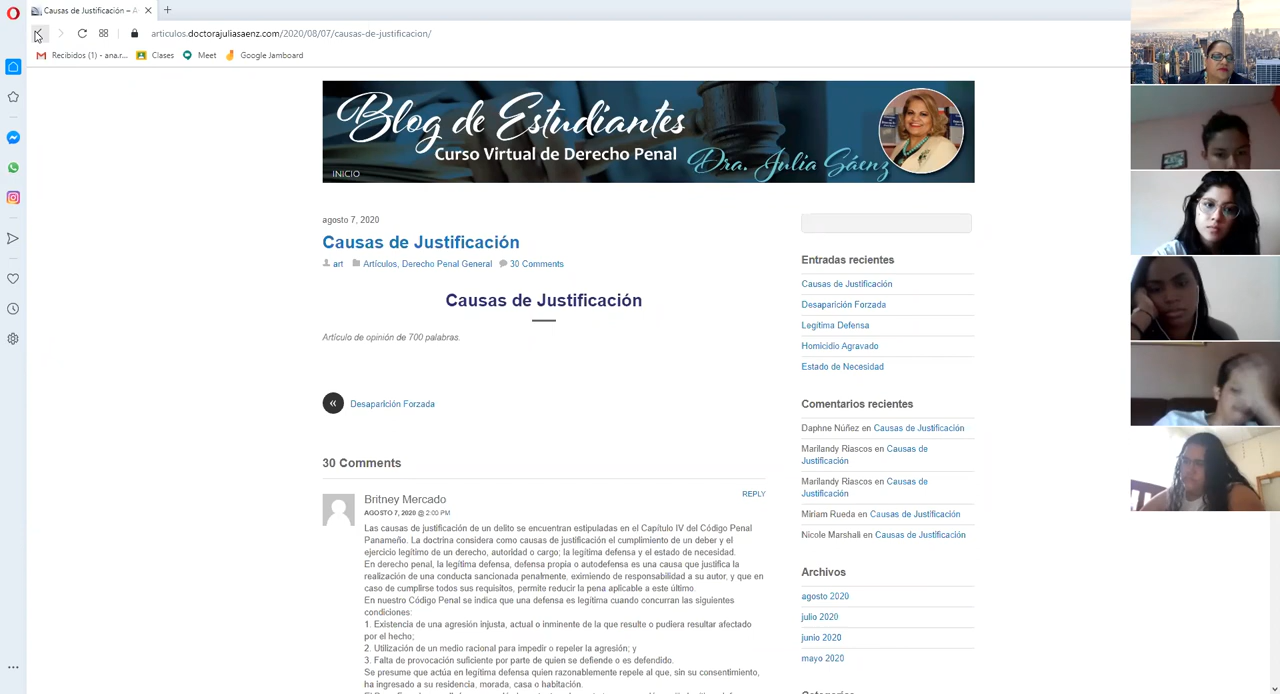 Causas de Justificación – A
articulos.doctorajuliasaenz.com/2020/08/07/causas-de-justificacion/
Recibidos (1) - ana.r... Clases Meet Google Jamboard
Blog de Estudiantes
Curso Virtual de Derecho Penal
Dra. Julia Sáenz
INICIO
agosto 7, 2020
Causas de Justificación
art Artículos, Derecho Penal General 30 Comments
Causas de Justificación
Artículo de opinión de 700 palabras.
« Desaparición Forzada
30 Comments
Britney Mercado
REPLY
AGOSTO 7, 2020 @ 2:00 PM
Las causas de justificación de un delito se encuentran estipuladas en el Capítulo IV del Código Penal
Panameño. La doctrina considera como causas de justificación el cumplimiento de un deber y el
ejercicio legítimo de un derecho, autoridad o cargo; la legítima defensa y el estado de necesidad.
En derecho penal, la legítima defensa, defensa propia o autodefensa es una causa que justifica la
realización de una conducta sancionada penalmente, eximiendo de responsabilidad a su autor, y que en
caso de cumplirse todos sus requisitos, permite reducir la pena aplicable a este último.
En nuestro Código Penal se indica que una defensa es legítima cuando concurran las siguientes
condiciones:
1. Existencia de una agresión injusta, actual o inminente de la que resulte o pudiera resultar afectado
por el hecho;
2. Utilización de un medio racional para impedir o repeler la agresión; y
3. Falta de provocación suficiente por parte de quien se defiende o es defendido.
Se presume que actúa en legítima defensa quien razonablemente repele al que, sin su consentimiento,
ha ingresado a su residencia, morada, casa o habitación.
Entradas recientes
Causas de Justificación
Desaparición Forzada
Legítima Defensa
Homicidio Agravado
Estado de Necesidad
Comentarios recientes
Daphne Núñez en Causas de Justificación
Marilandy Riascos en Causas de
Justificación
Marilandy Riascos en Causas de
Justificación
Miriam Rueda en Causas de Justificación
Nicole Marshall en Causas de Justificación
Archivos
agosto 2020
julio 2020
junio 2020
mayo 2020
Categorías